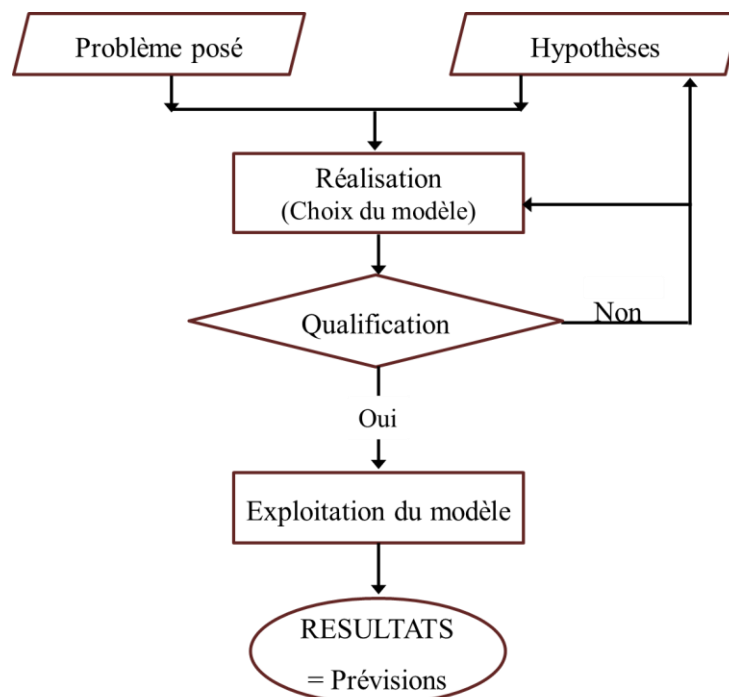 Problème posé
Hypothèses
Réalisation
(Choix du modèle)
Qualification
Non
Oui
Exploitation du modèle
RESULTATS
= Prévisions